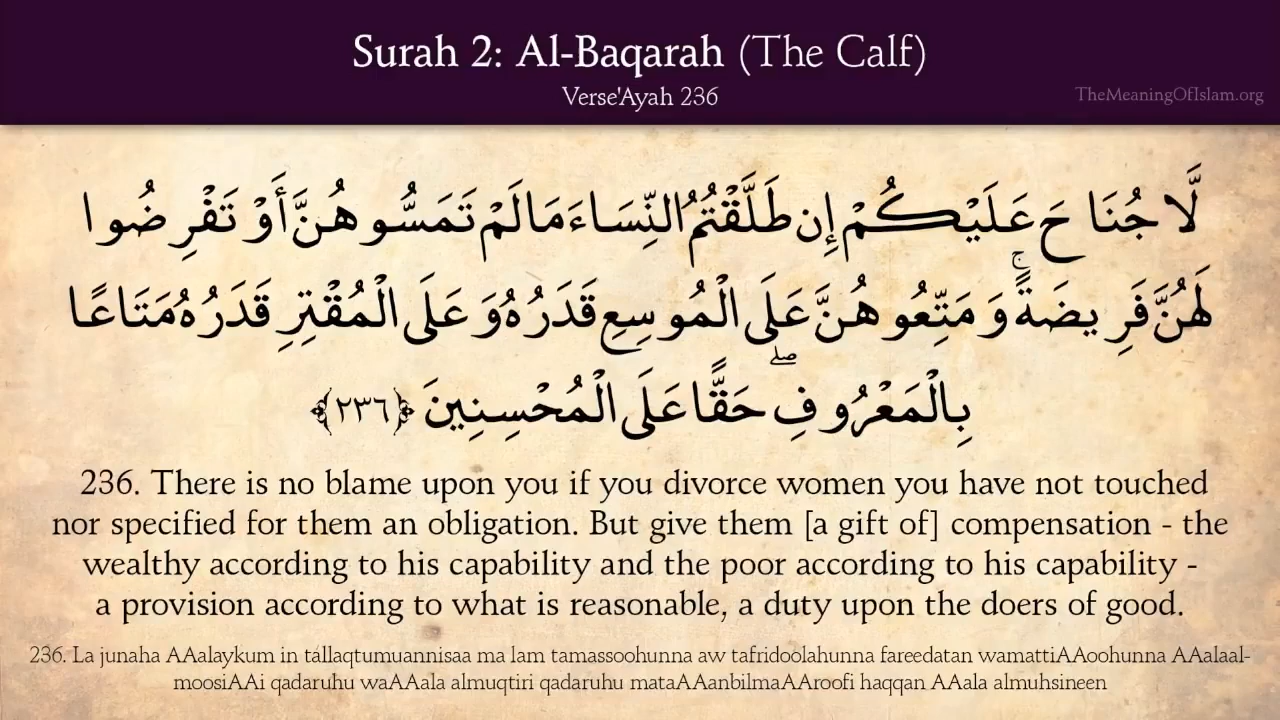 Surah 2: Al-Baqarah (The Calf)
Verse'Ayah 236
TheMeaningOfIslam.org
لَّا جُنَاحَ عَلَيْكُمْ إِن طَلَّقْتُمُ النِّسَاءَ مَا لَمْ تَمَسُّوهُنَّ أَوْ تَفْرِضُوا
لَهُنَّ فَرِيضَةً ۚ وَمَتِّعُوهُنَّ عَلَى الْمُوسِعِ قَدَرُهُ وَعَلَى الْمُقْتِرِ قَدَرُهُ مَتَاعًا
بِالْمَعْرُوفِ ۖ حَقًّا عَلَى الْمُحْسِنِينَ ﴿٢٣٦﴾
236. There is no blame upon you if you divorce women you have not touched
nor specified for them an obligation. But give them [a gift of] compensation - the
wealthy according to his capability and the poor according to his capability -
a provision according to what is reasonable, a duty upon the doers of good.
236. La junaha AAalaykum in tallaqtumuannisaa ma lam tamassoohunna aw tafridoolahunna fareedatan wamattiAAoohunna AAalaal-
moosiAAi qadaruhu waAAala almuqtiri qadaruhu mataAAanbilmaAAroofi haqqan AAala almuhsineen